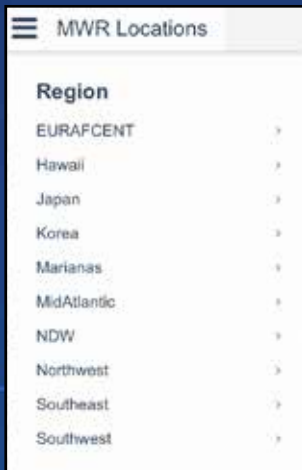 MWR Locations
Region
EURAFCENT
Hawaii
Japan
Korea
Marianas
MidAtlantic
NDW
Northwest
Southeast
Southwest